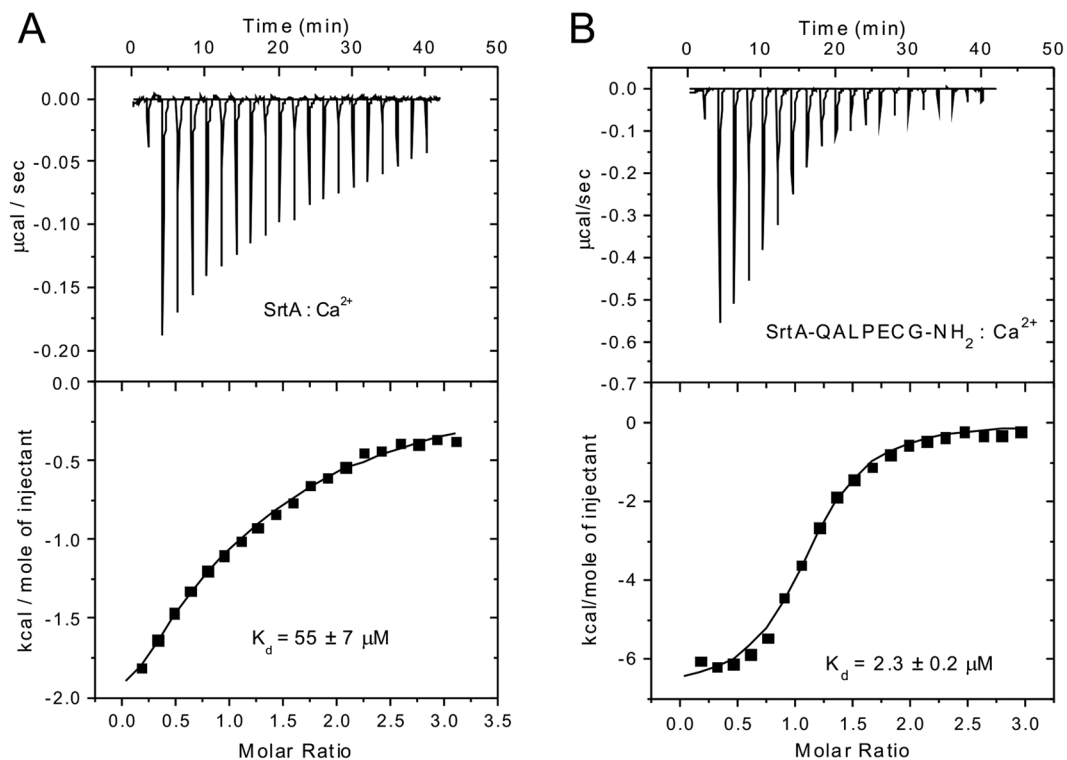 A
Time (min)
0 10 20 30 40 50
0.00
-0.05
-0.10
-0.15
-0.20
µcal / sec
SrtA : Ca²⁺
0.0
-0.5
-1.0
-1.5
-2.0
kcal / mole of injectant
K_d = 55 ± 7 µM
0.0 0.5 1.0 1.5 2.0 2.5 3.0 3.5
Molar Ratio
B
Time (min)
0 10 20 30 40 50
0.0
-0.1
-0.2
-0.3
-0.4
-0.5
-0.6
-0.7
µcal/sec
SrtA-QALPECG-NH₂ : Ca²⁺
0
-2
-4
-6
kcal/mole of injectant
K_d = 2.3 ± 0.2 µM
0.0 0.5 1.0 1.5 2.0 2.5 3.0
Molar Ratio